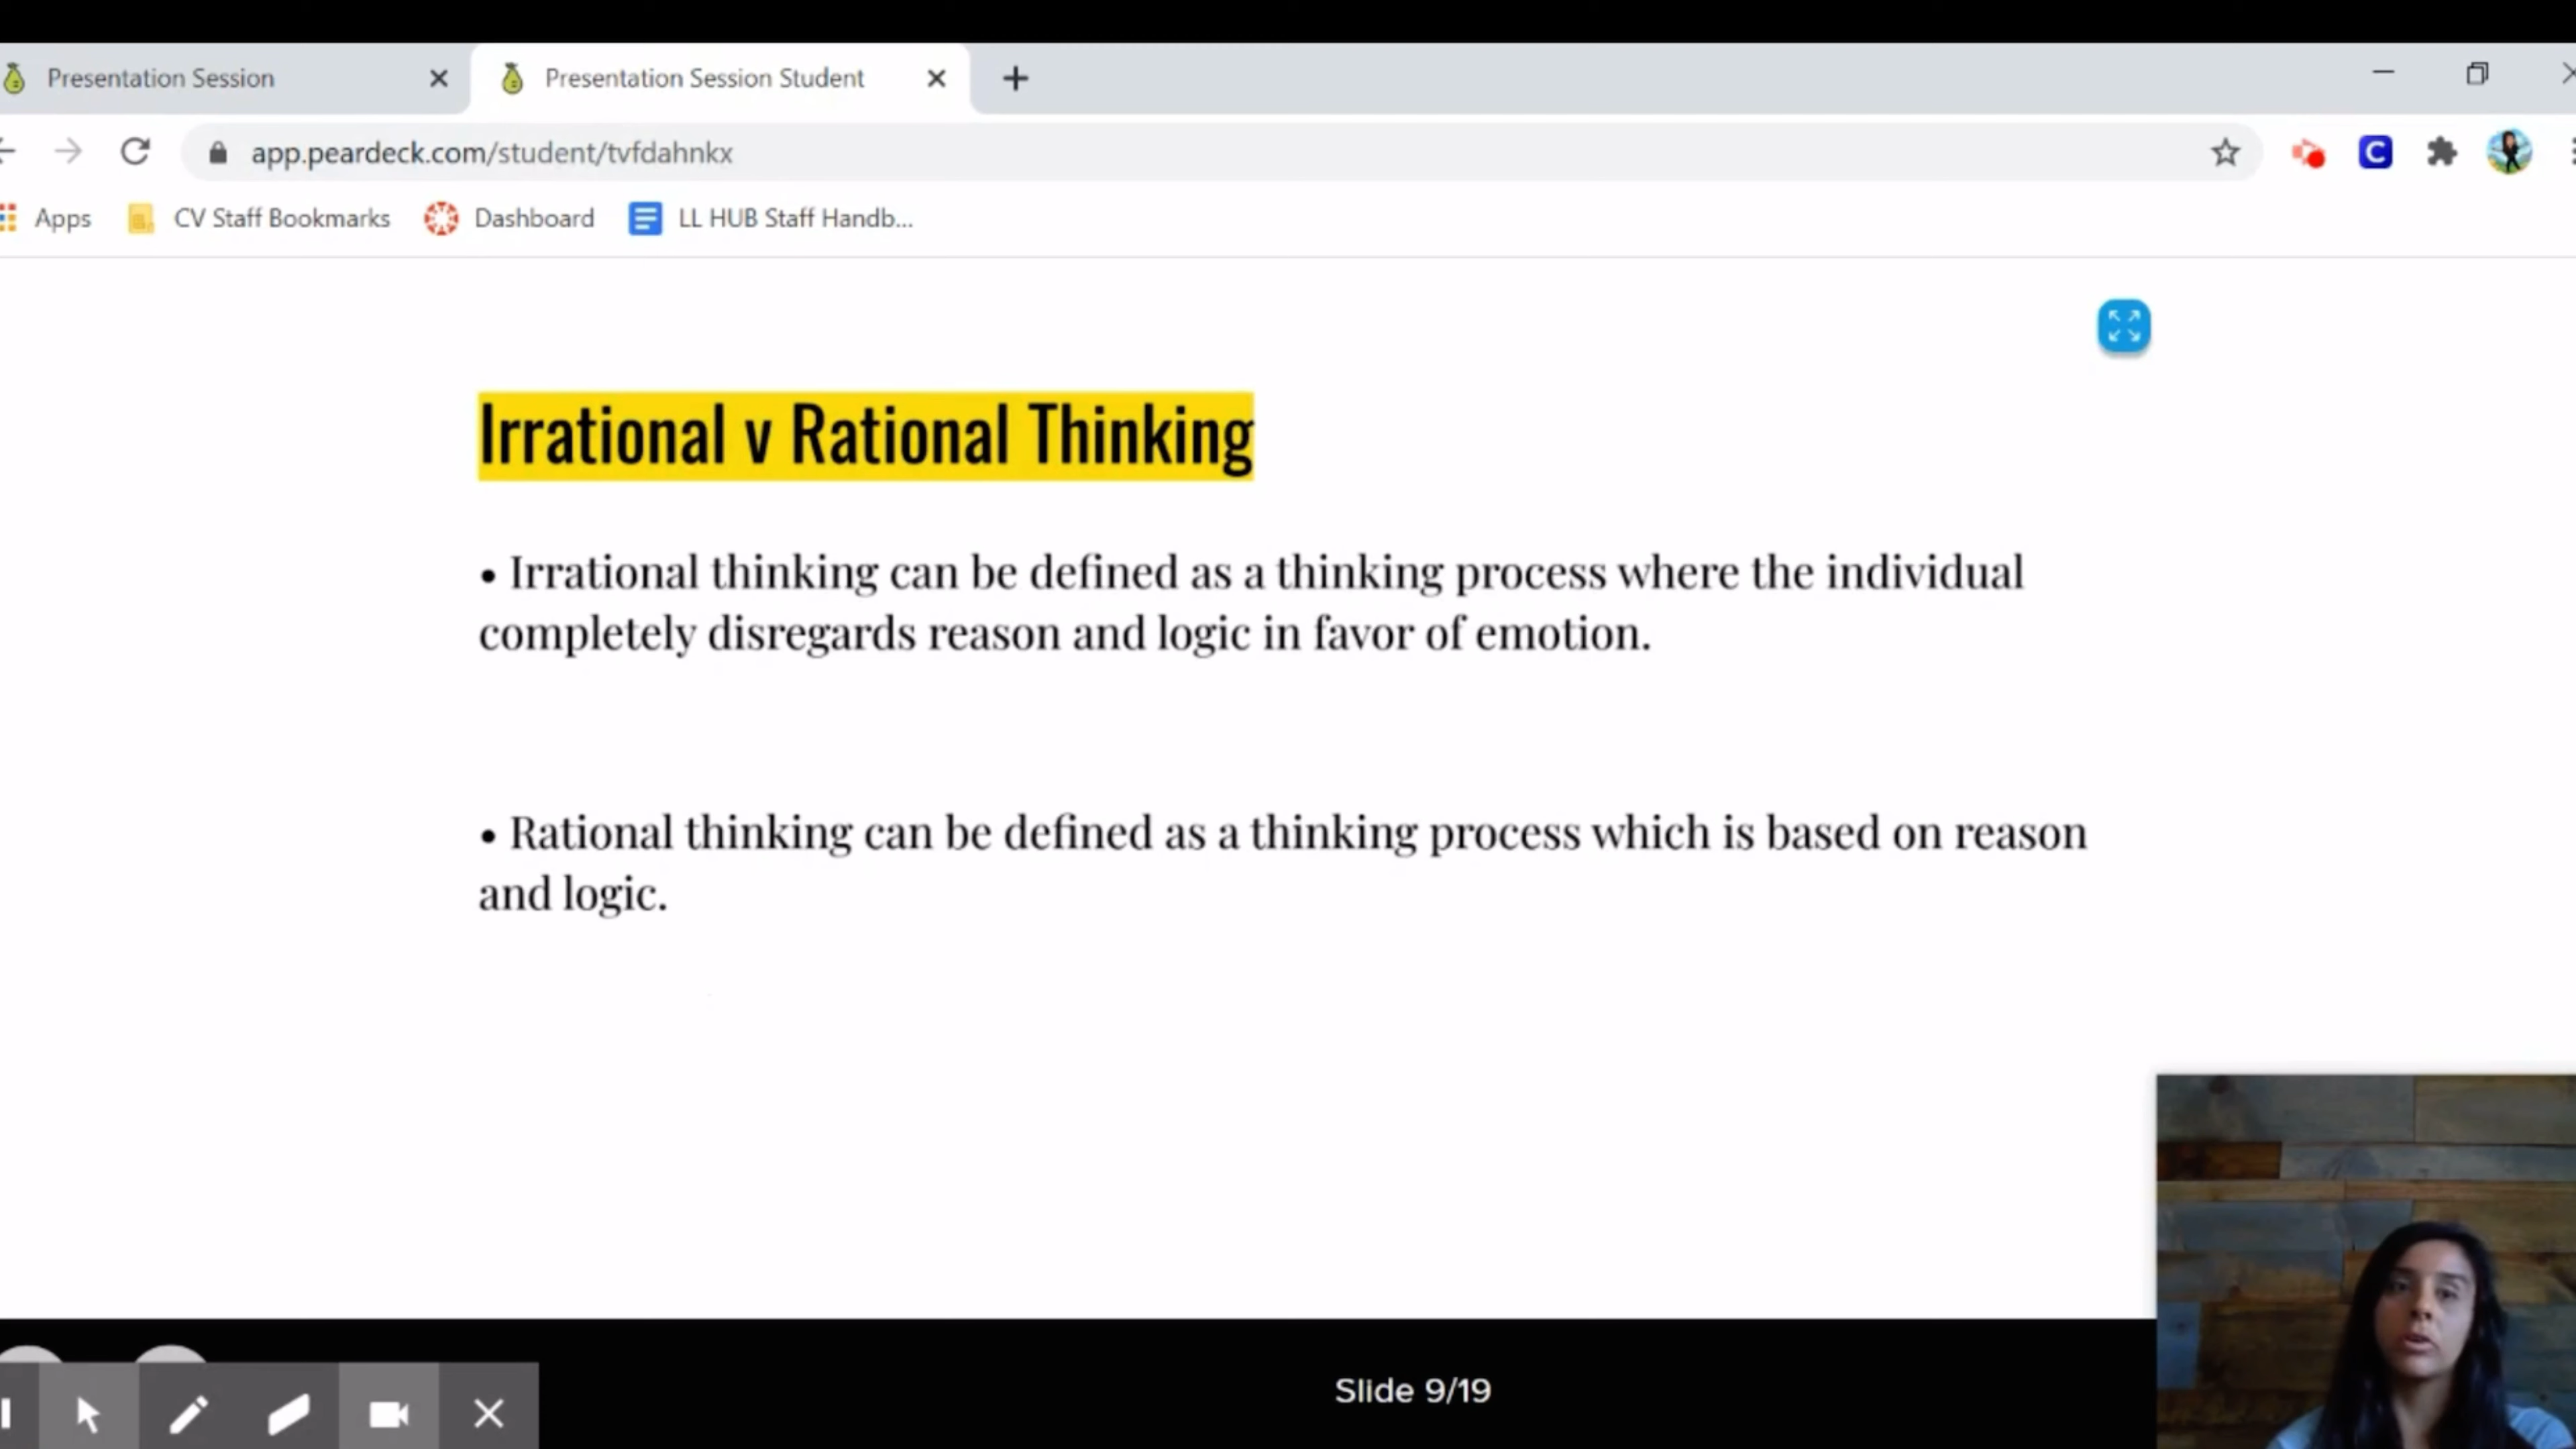 Presentation Session
Presentation Session Student
app.peardeck.com/student/tvfdahnkx
C
Apps
CV Staff Bookmarks
Dashboard
LL HUB Staff Handb...
Irrational v Rational Thinking
• Irrational thinking can be defined as a thinking process where the individual
completely disregards reason and logic in favor of emotion.
• Rational thinking can be defined as a thinking process which is based on reason
and logic.
Slide 9/19